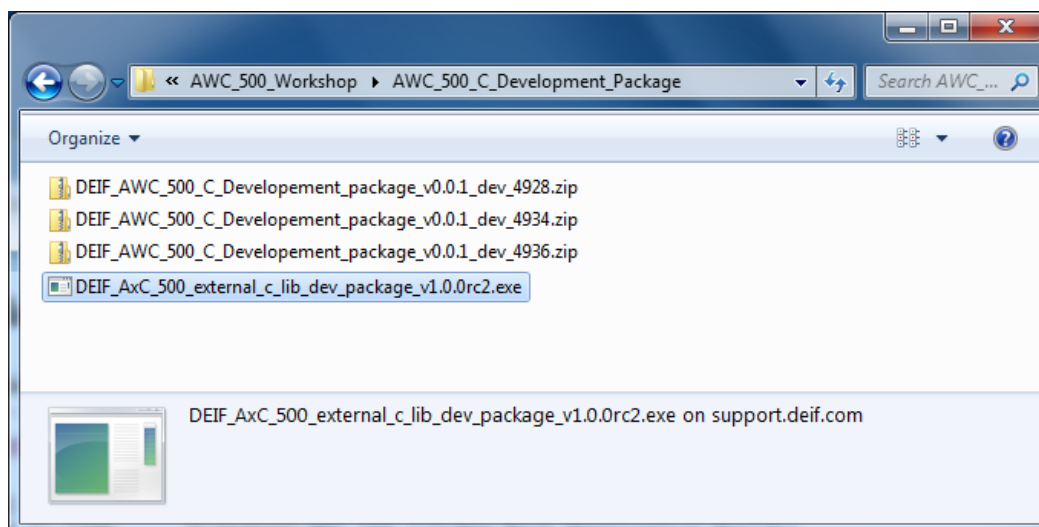 « AWC_500_Workshop ▸ AWC_500_C_Development_Package
Search AWC_...
Organize
DEIF_AWC_500_C_Developement_package_v0.0.1_dev_4928.zip
DEIF_AWC_500_C_Developement_package_v0.0.1_dev_4934.zip
DEIF_AWC_500_C_Developement_package_v0.0.1_dev_4936.zip
DEIF_AxC_500_external_c_lib_dev_package_v1.0.0rc2.exe
DEIF_AxC_500_external_c_lib_dev_package_v1.0.0rc2.exe on support.deif.com